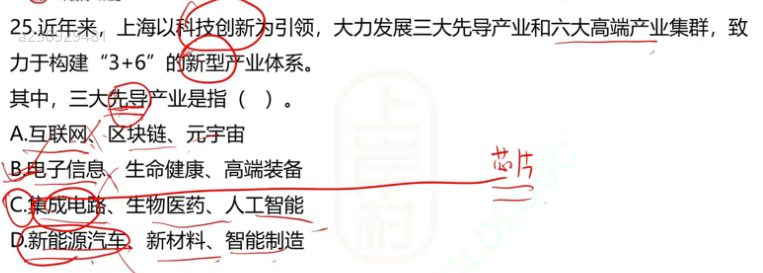 25.近年来，上海以科技创新为引领，大力发展三大先导产业和六大高端产业集群，致
力于构建“3+6”的新型产业体系。
其中，三大先导产业是指（ ）。
A.互联网、区块链、元宇宙
B.电子信息、生命健康、高端装备
芯片
C.集成电路、生物医药、人工智能
D.新能源汽车、新材料、智能制造
上岸村